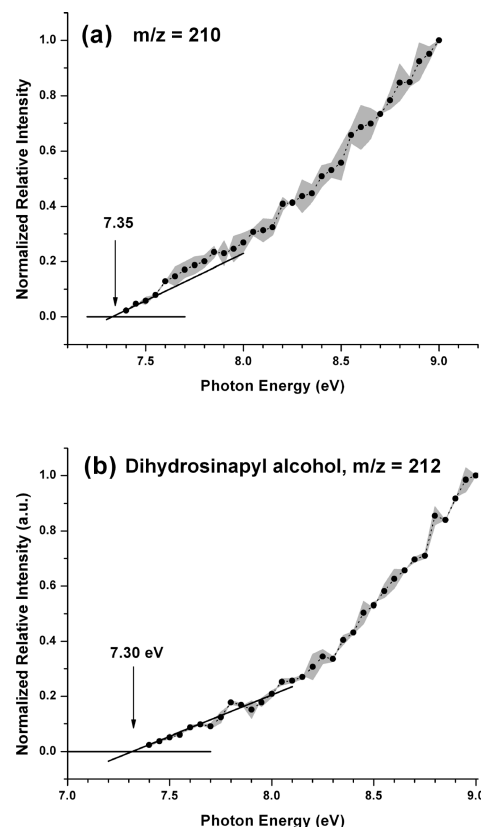 (a) m/z = 210
Normalized Relative Intensity
1.0
0.8
0.6
0.4
0.2
0.0
7.35
7.5 8.0 8.5 9.0
Photon Energy (eV)
(b) Dihydrosinapyl alcohol, m/z = 212
Normalized Relative Intensity (a.u.)
1.0
0.8
0.6
0.4
0.2
0.0
7.30 eV
7.0 7.5 8.0 8.5 9.0
Photon Energy (eV)